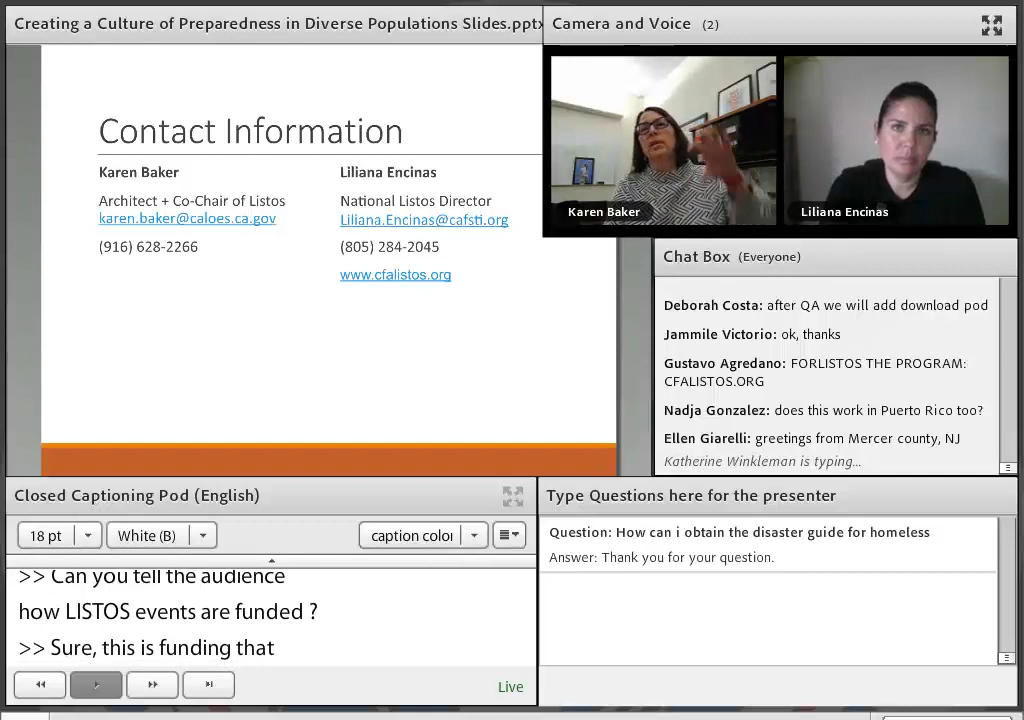 Creating a Culture of Preparedness in Diverse Populations Slides.pptx
Camera and Voice (2)
Contact Information
Karen Baker
Architect + Co-Chair of Listos
karen.baker@caloes.ca.gov
(916) 628-2266
Liliana Encinas
National Listos Director
Liliana.Encinas@cafsti.org
(805) 284-2045
www.cfalistos.org
Karen Baker
Liliana Encinas
Chat Box (Everyone)
Deborah Costa: after QA we will add download pod
Jammile Victorio: ok, thanks
Gustavo Agredano: FORLISTOS THE PROGRAM:
CFALISTOS.ORG
Nadja Gonzalez: does this work in Puerto Rico too?
Ellen Giarelli: greetings from Mercer county, NJ
Katherine Winkleman is typing...
Closed Captioning Pod (English)
18 pt
White (B)
caption color
>> Can you tell the audience
how LISTOS events are funded ?
>> Sure, this is funding that
Live
Type Questions here for the presenter
Question: How can i obtain the disaster guide for homeless
Answer: Thank you for your question.